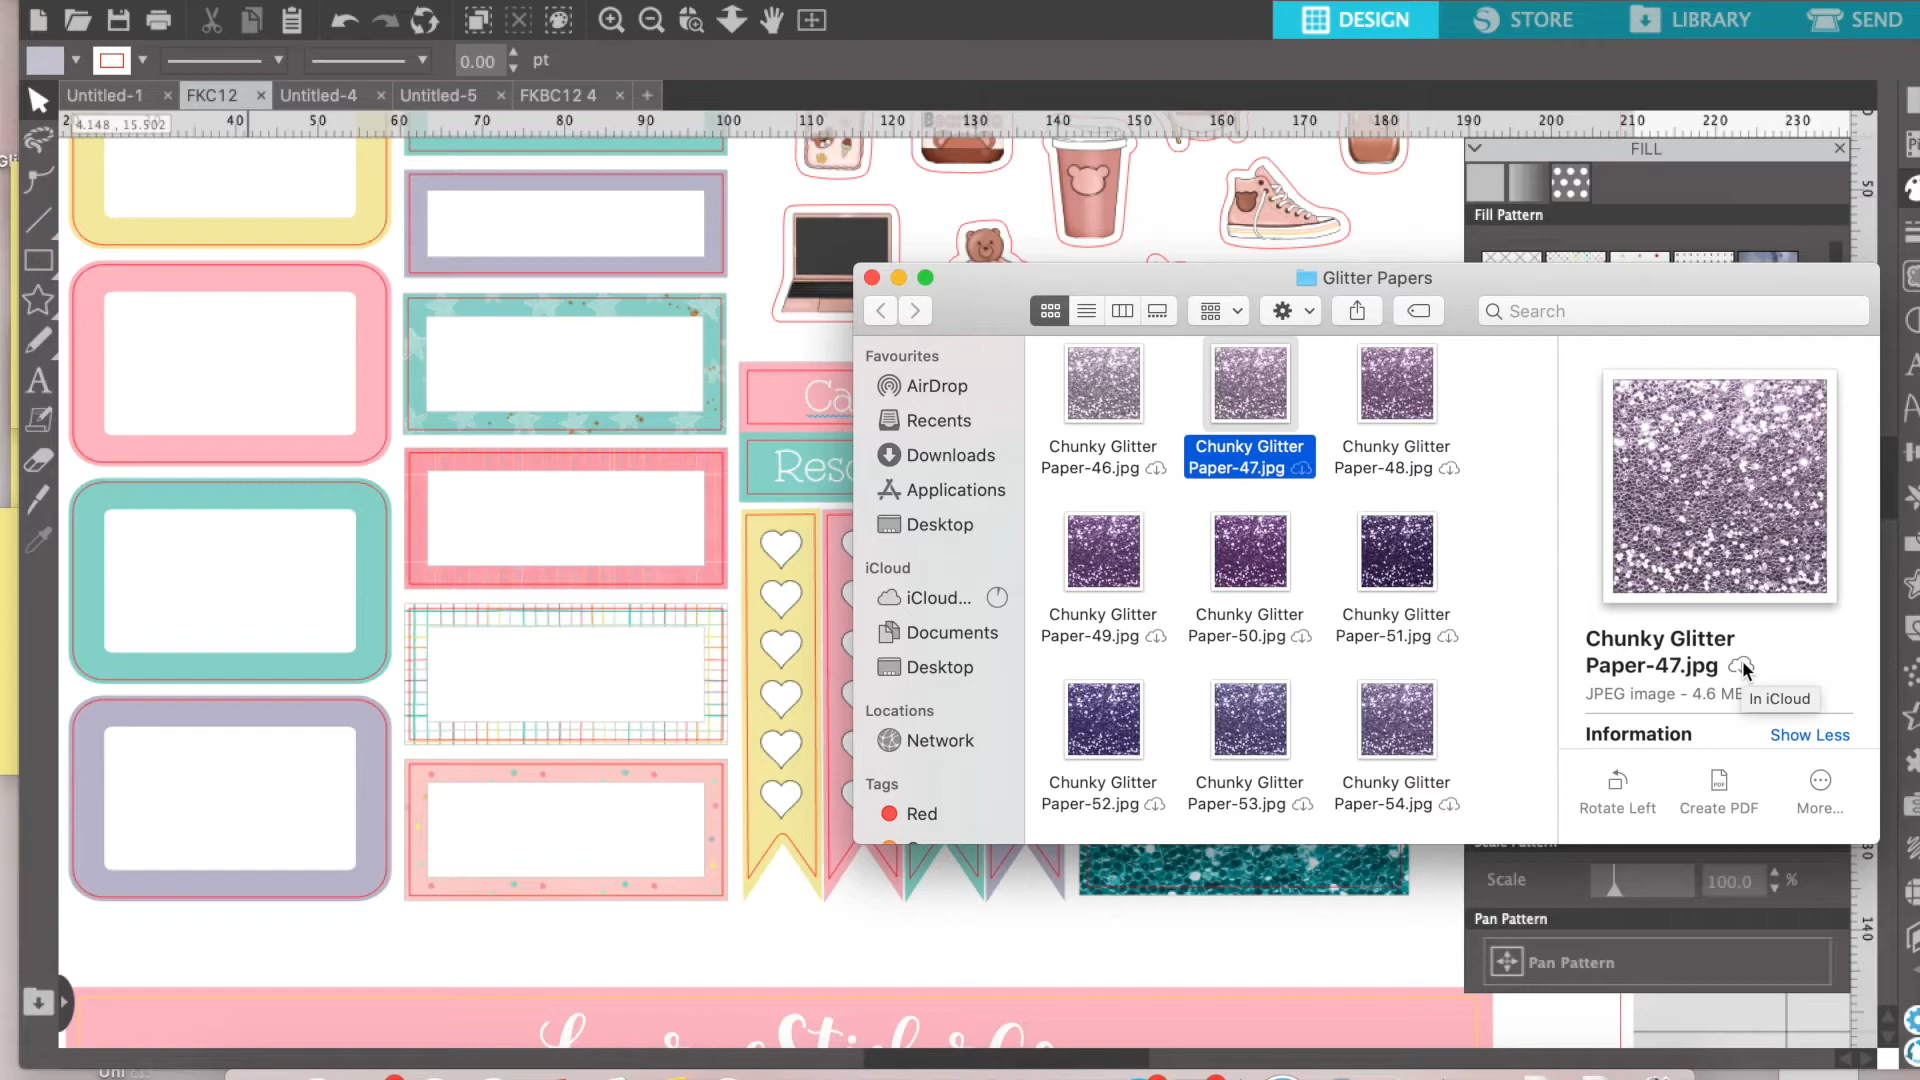 DESIGN
STORE
LIBRARY
SEND
0.00
pt
Untitled-1
FKC12
Untitled-4
Untitled-5
FKBC12 4
4.148 , 15.502
40
50
60
70
80
90
100
110
120
130
140
150
160
170
180
190
200
210
220
230
50
FILL
Fill Pattern
Glitter Papers
Search
Favourites
AirDrop
Recents
Downloads
Applications
Desktop
iCloud
iCloud...
Documents
Desktop
Locations
Network
Tags
Red
Chunky Glitter
Paper-46.jpg
Chunky Glitter
Paper-47.jpg
Chunky Glitter
Paper-48.jpg
Chunky Glitter
Paper-49.jpg
Chunky Glitter
Paper-50.jpg
Chunky Glitter
Paper-51.jpg
Chunky Glitter
Paper-52.jpg
Chunky Glitter
Paper-53.jpg
Chunky Glitter
Paper-54.jpg
Chunky Glitter
Paper-47.jpg
JPEG image - 4.6 MB
In iCloud
Information
Show Less
Rotate Left
Create PDF
More...
Scale Pattern
Scale
100.0
%
Pan Pattern
Pan Pattern
140